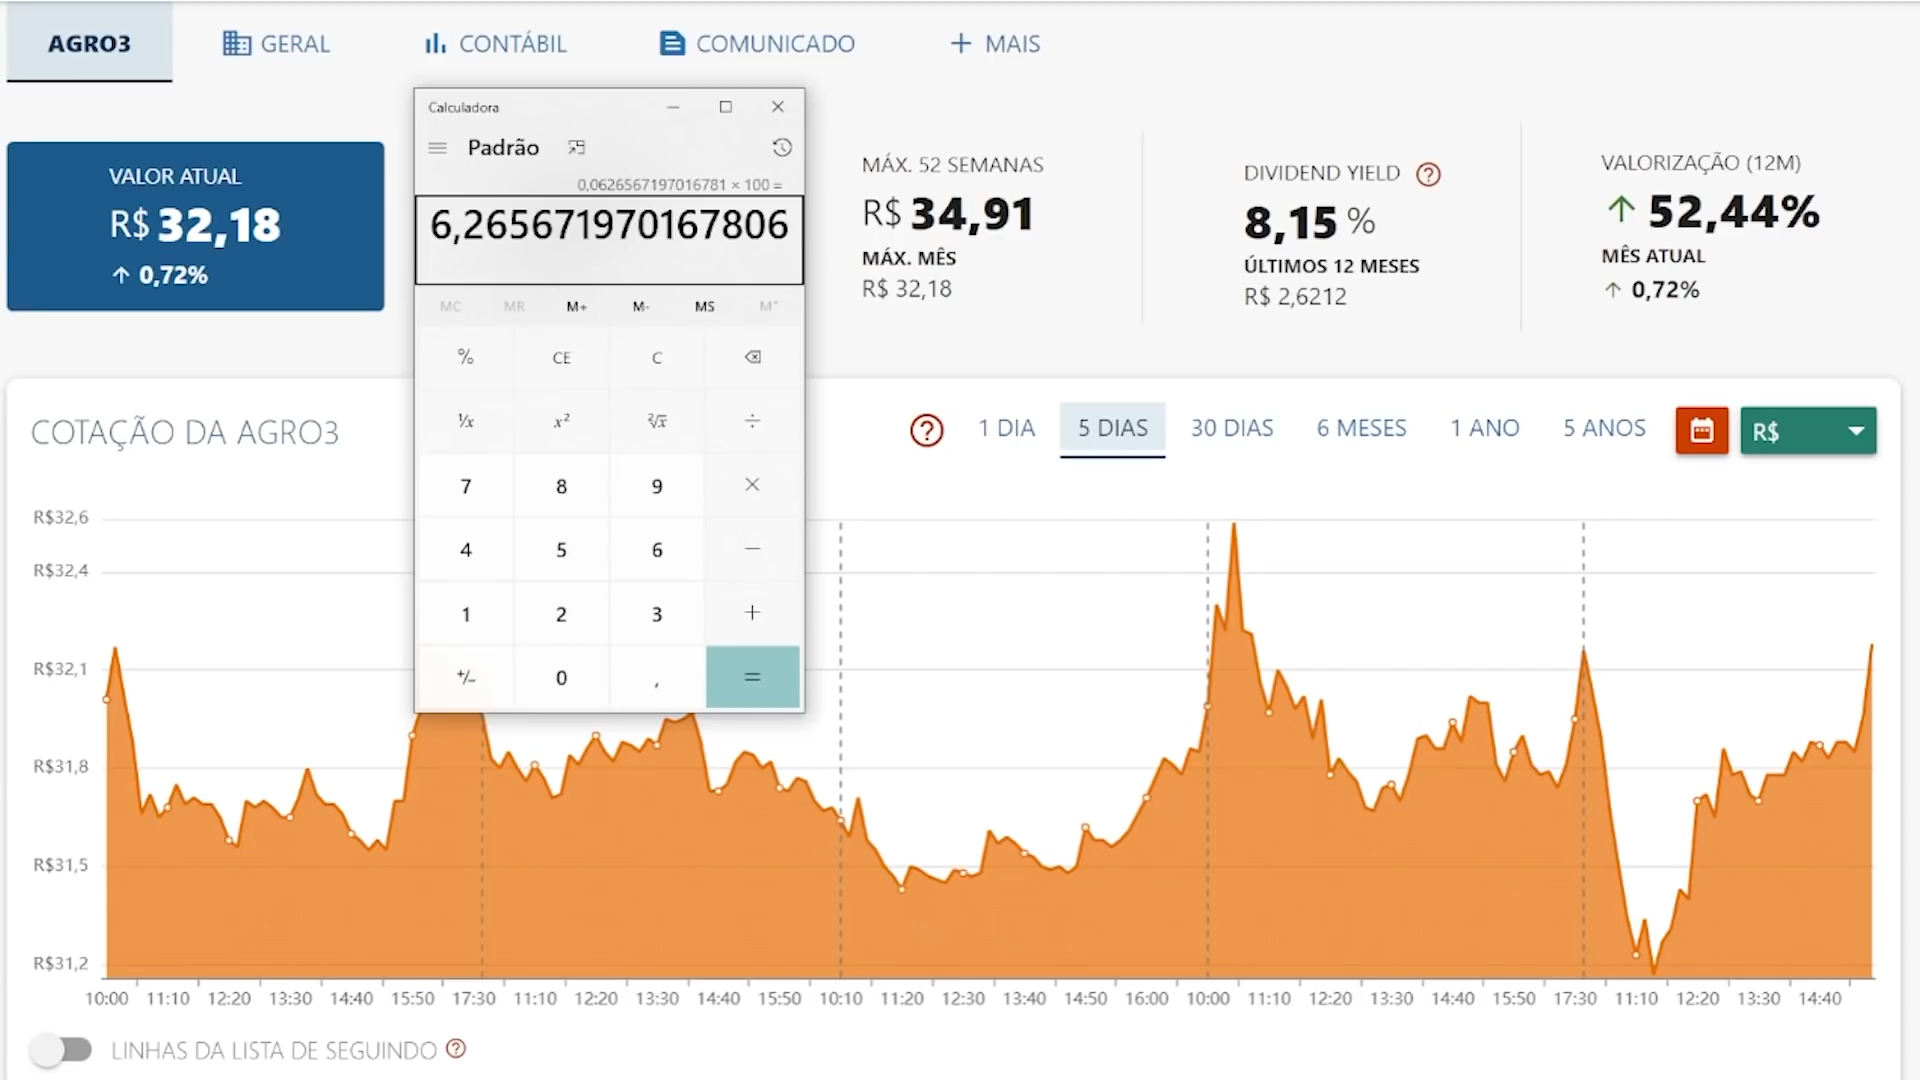 AGRO3
GERAL
CONTÁBIL
COMUNICADO
+ MAIS
VALOR ATUAL
R$ 32,18
↑ 0,72%
Calculadora
Padrão
0,0626567197016781 × 100 =
6,265671970167806
MC MR M+ M- MS M˅
% CE C
¹/x x² ²√x ÷
7 8 9 ×
4 5 6 −
1 2 3 +
+/− 0 , =
MÁX. 52 SEMANAS
R$ 34,91
MÁX. MÊS
R$ 32,18
DIVIDEND YIELD ?
8,15 %
ÚLTIMOS 12 MESES
R$ 2,6212
VALORIZAÇÃO (12M)
↑ 52,44%
MÊS ATUAL
↑ 0,72%
COTAÇÃO DA AGRO3
? 1 DIA 5 DIAS 30 DIAS 6 MESES 1 ANO 5 ANOS R$
R$32,6
R$32,4
R$32,1
R$31,8
R$31,5
R$31,2
10:00 11:10 12:20 13:30 14:40 15:50 17:30 11:10 12:20 13:30 14:40 15:50 10:10 11:20 12:30 13:40 14:50 16:00 10:00 11:10 12:20 13:30 14:40 15:50 17:30 11:10 12:20 13:30 14:40
LINHAS DA LISTA DE SEGUINDO ?